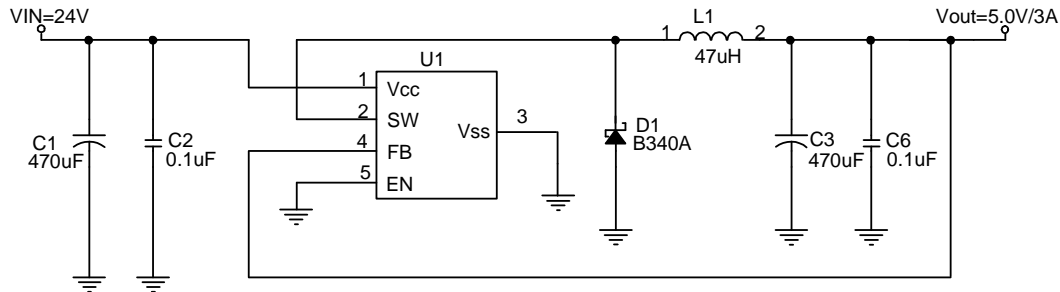 VIN=24V
L1
Vout=5.0V/3A
1
2
47uH
U1
1
Vcc
2
SW
Vss
3
4
FB
5
EN
C1
470uF
C2
0.1uF
D1
B340A
C3
470uF
C6
0.1uF